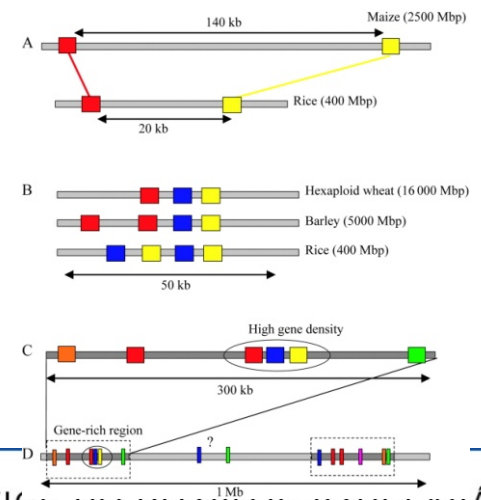 Maize (2500 Mbp)
140 kb
A
Rice (400 Mbp)
20 kb
B
Hexaploid wheat (16 000 Mbp)
Barley (5000 Mbp)
Rice (400 Mbp)
50 kb
High gene density
C
300 kb
Gene-rich region
?
D
1 Mb